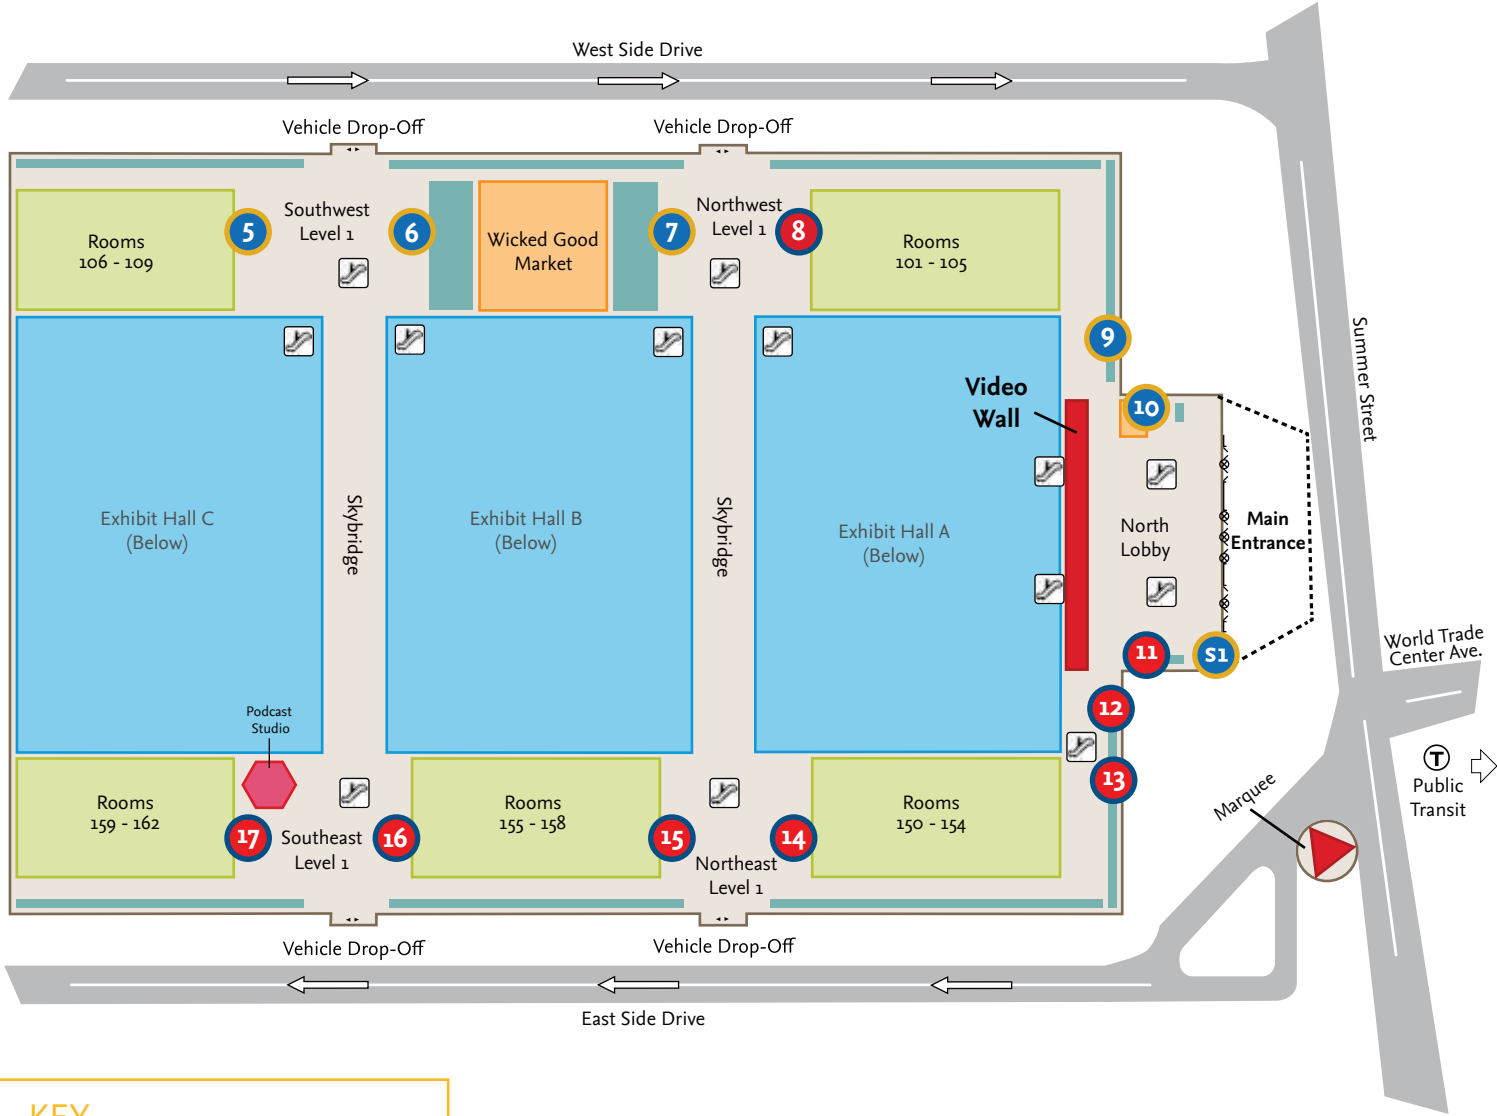 West Side Drive
Vehicle Drop-Off
Vehicle Drop-Off
Rooms
106 - 109
5
Southwest
Level 1
6
Wicked Good
Market
7
Northwest
Level 1
8
Rooms
101 - 105
9
10
Video
Wall
Exhibit Hall C
(Below)
Skybridge
Exhibit Hall B
(Below)
Skybridge
Exhibit Hall A
(Below)
North
Lobby
Main
Entrance
Summer Street
11
S1
12
13
World Trade
Center Ave.
T
Public
Transit
Marquee
Podcast
Studio
Rooms
159 - 162
17
Southeast
Level 1
16
Rooms
155 - 158
15
Northeast
Level 1
14
Rooms
150 - 154
Vehicle Drop-Off
Vehicle Drop-Off
East Side Drive
KEY